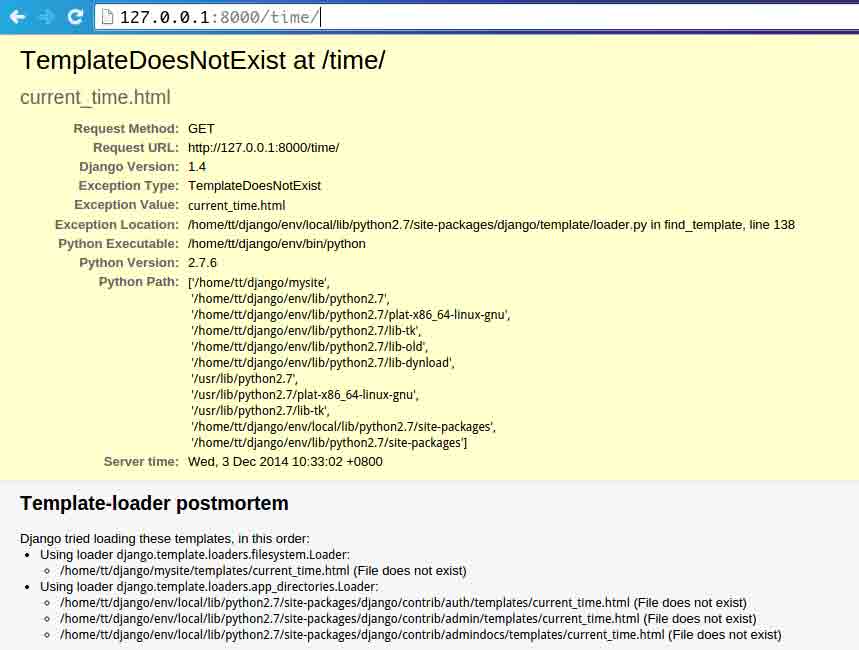 127.0.0.1:8000/time/
TemplateDoesNotExist at /time/
current_time.html
Request Method: GET
Request URL: http://127.0.0.1:8000/time/
Django Version: 1.4
Exception Type: TemplateDoesNotExist
Exception Value: current_time.html
Exception Location: /home/tt/django/env/local/lib/python2.7/site-packages/django/template/loader.py in find_template, line 138
Python Executable: /home/tt/django/env/bin/python
Python Version: 2.7.6
Python Path: ['/home/tt/django/mysite',
'/home/tt/django/env/lib/python2.7',
'/home/tt/django/env/lib/python2.7/plat-x86_64-linux-gnu',
'/home/tt/django/env/lib/python2.7/lib-tk',
'/home/tt/django/env/lib/python2.7/lib-old',
'/home/tt/django/env/lib/python2.7/lib-dynload',
'/usr/lib/python2.7',
'/usr/lib/python2.7/plat-x86_64-linux-gnu',
'/usr/lib/python2.7/lib-tk',
'/home/tt/django/env/local/lib/python2.7/site-packages',
'/home/tt/django/env/lib/python2.7/site-packages']
Server time: Wed, 3 Dec 2014 10:33:02 +0800
Template-loader postmortem
Django tried loading these templates, in this order:
• Using loader django.template.loaders.filesystem.Loader:
◦ /home/tt/django/mysite/templates/current_time.html (File does not exist)
• Using loader django.template.loaders.app_directories.Loader:
◦ /home/tt/django/env/local/lib/python2.7/site-packages/django/contrib/auth/templates/current_time.html (File does not exist)
◦ /home/tt/django/env/local/lib/python2.7/site-packages/django/contrib/admin/templates/current_time.html (File does not exist)
◦ /home/tt/django/env/local/lib/python2.7/site-packages/django/contrib/admindocs/templates/current_time.html (File does not exist)